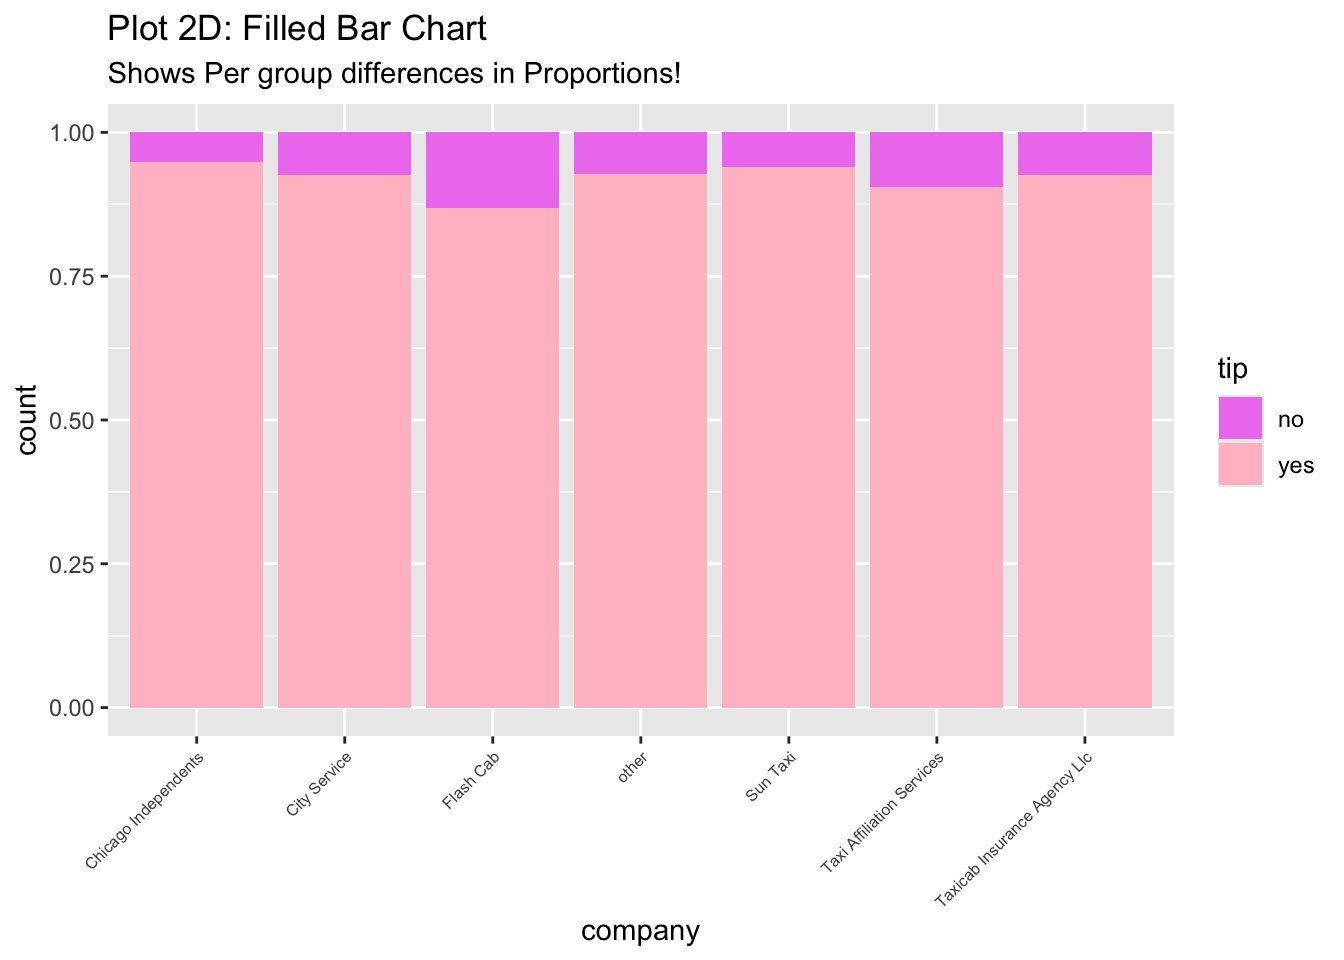 Plot 2D: Filled Bar Chart
Shows Per group differences in Proportions!
count
1.00
0.75
0.50
0.25
0.00
Chicago Independents
City Service
Flash Cab
other
Sun Taxi
Taxi Affiliation Services
Taxicab Insurance Agency Llc
company
tip
no
yes